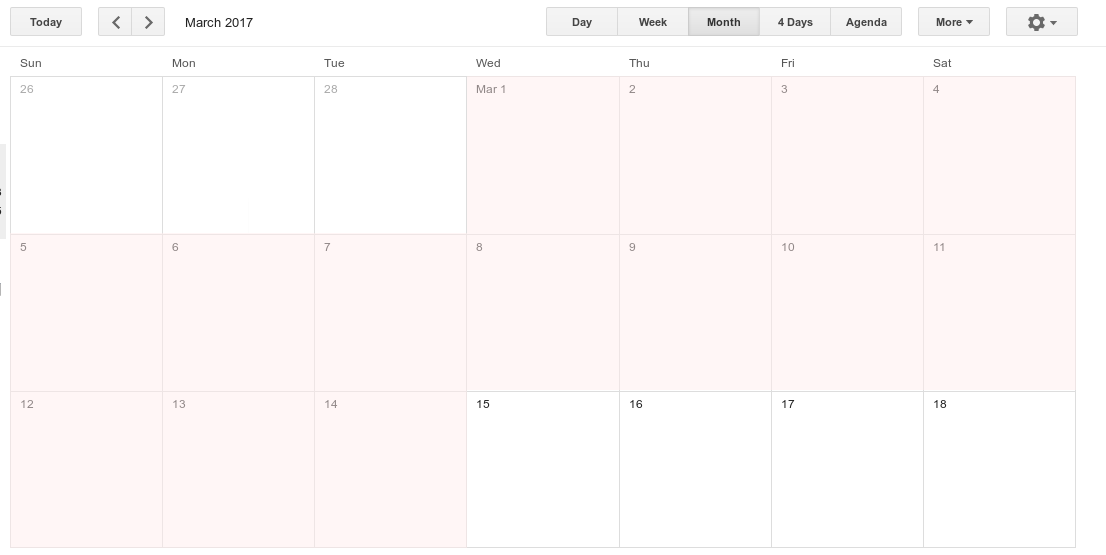 Today March 2017 Day Week Month 4 Days Agenda More
Sun Mon Tue Wed Thu Fri Sat
26 27 28 Mar 1 2 3 4
5 6 7 8 9 10 11
12 13 14 15 16 17 18